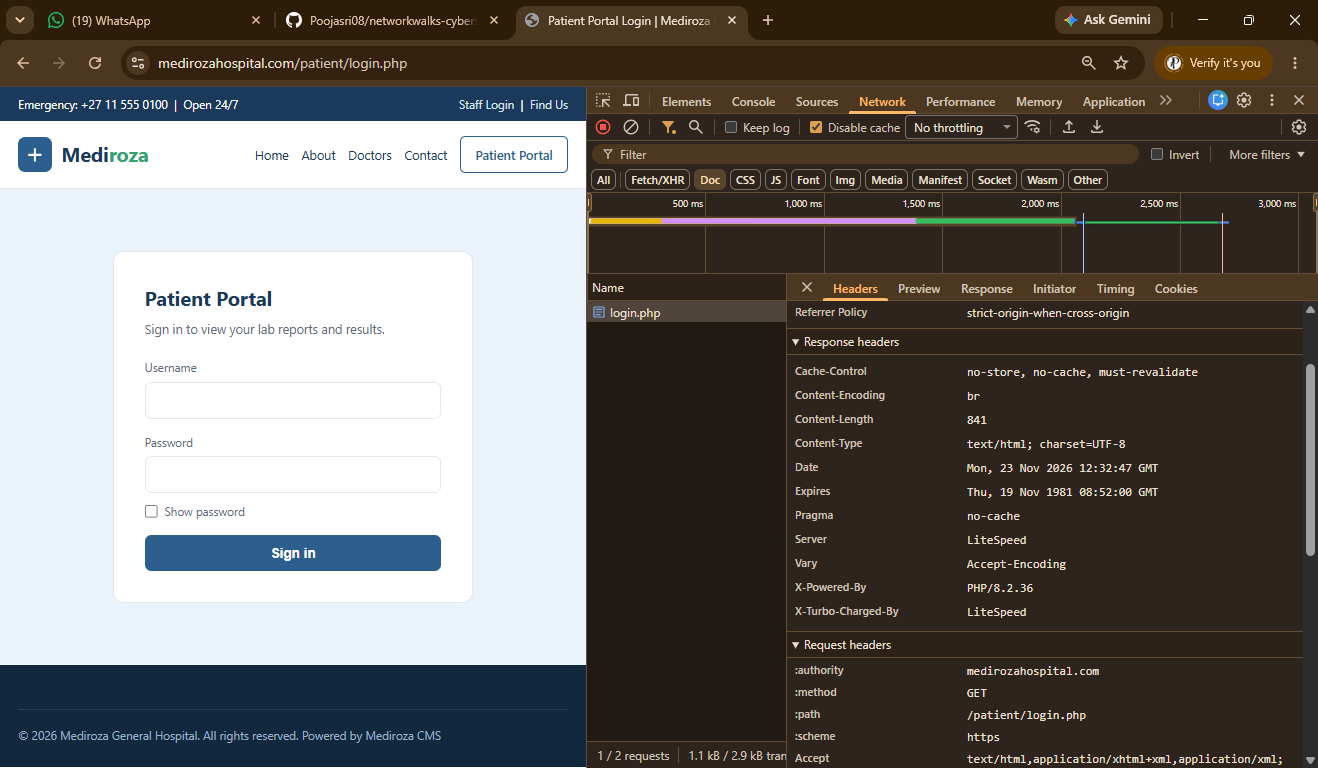 (19) WhatsApp
Poojasri08/networkwalks-cyber
Patient Portal Login | Mediroza
Ask Gemini
medirozahospital.com/patient/login.php
Verify it's you
Emergency: +27 11 555 0100 | Open 24/7
Staff Login | Find Us
Mediroza
Home About Doctors Contact Patient Portal
Patient Portal
Sign in to view your lab reports and results.
Username
Password
Show password
Sign in
© 2026 Mediroza General Hospital. All rights reserved. Powered by Mediroza CMS
Elements Console Sources Network Performance Memory Application
Keep log Disable cache No throttling
Filter Invert More filters
All Fetch/XHR Doc CSS JS Font Img Media Manifest Socket Wasm Other
500 ms 1,000 ms 1,500 ms 2,000 ms 2,500 ms 3,000 ms
Name
login.php
1 / 2 requests 1.1 kB / 2.9 kB tran
Headers Preview Response Initiator Timing Cookies
Referrer Policy strict-origin-when-cross-origin
Response headers
Cache-Control no-store, no-cache, must-revalidate
Content-Encoding br
Content-Length 841
Content-Type text/html; charset=UTF-8
Date Mon, 23 Nov 2026 12:32:47 GMT
Expires Thu, 19 Nov 1981 08:52:00 GMT
Pragma no-cache
Server LiteSpeed
Vary Accept-Encoding
X-Powered-By PHP/8.2.36
X-Turbo-Charged-By LiteSpeed
Request headers
:authority medirozahospital.com
:method GET
:path /patient/login.php
:scheme https
Accept text/html,application/xhtml+xml,application/xml;